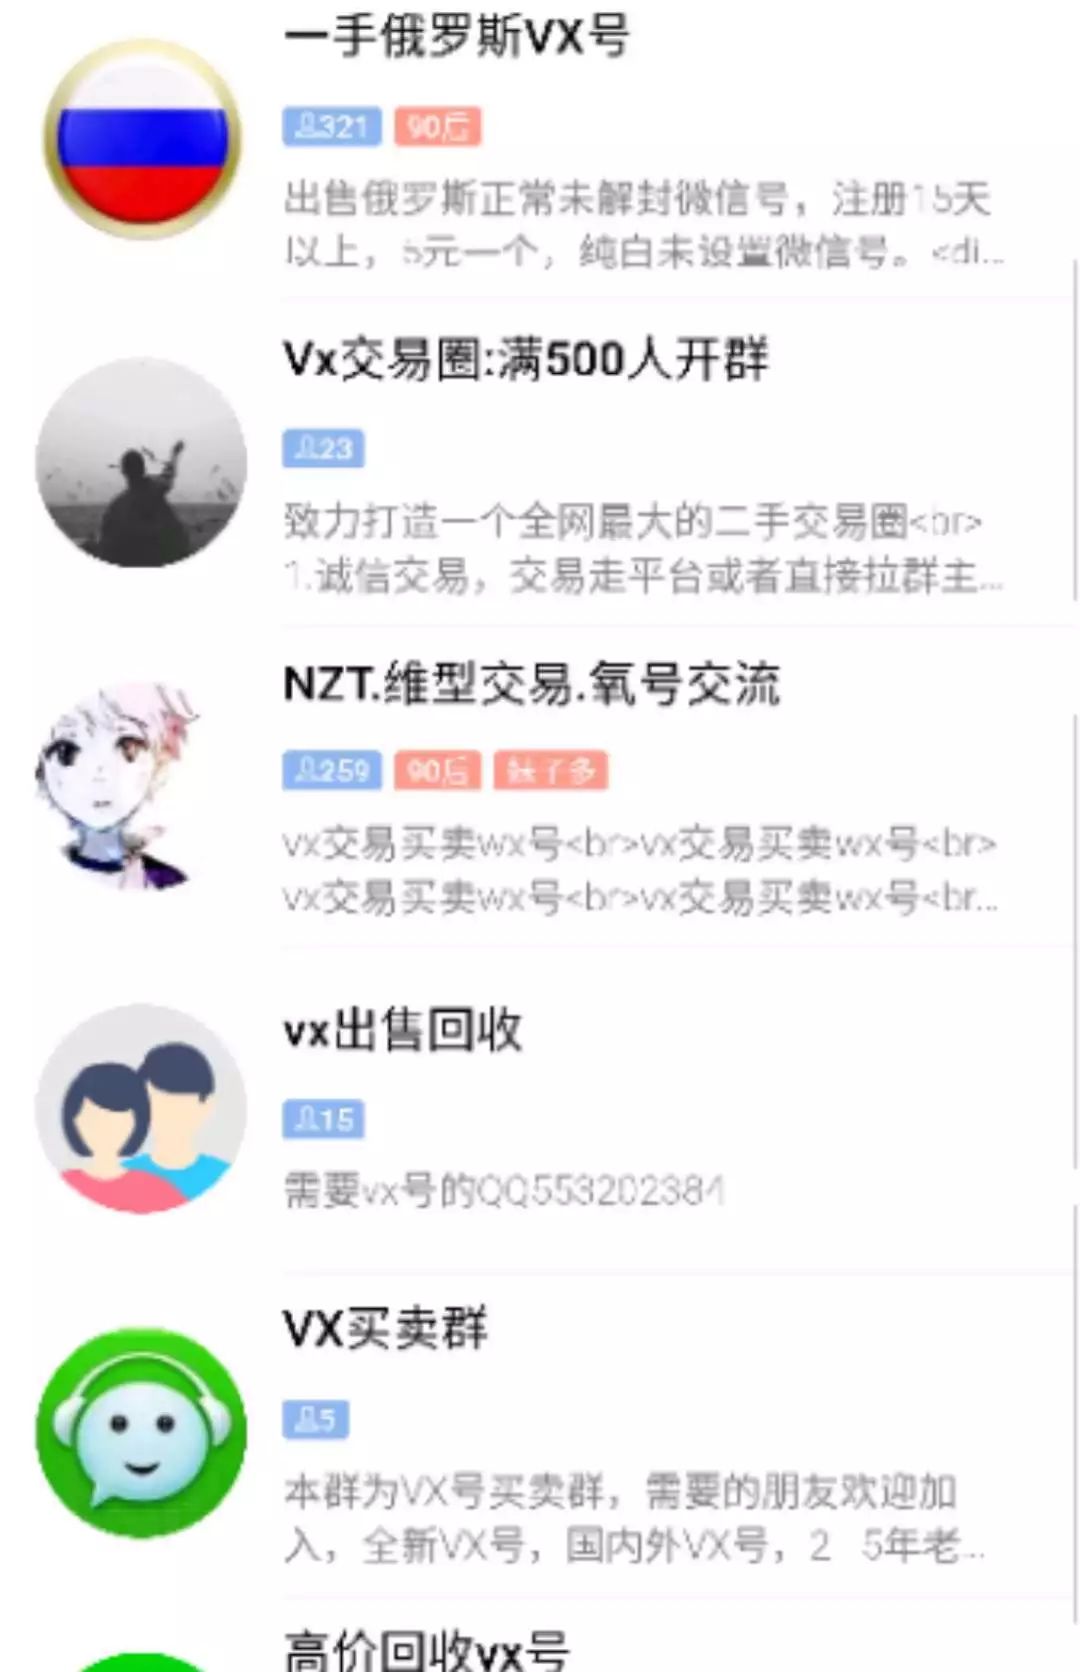 一手俄罗斯VX号
321 90后
出售俄罗斯正常未解封微信号，注册15天
以上，5元一个，纯白未设置微信号。<di...
Vx交易圈:满500人开群
23
致力打造一个全网最大的二手交易圈<br>
1.诚信交易，交易走平台或者直接拉群主...
NZT.维型交易.氧号交流
259 90后 妹子多
vx交易买卖wx号<br>vx交易买卖wx号<br>
vx交易买卖wx号<br>vx交易买卖wx号<br...
vx出售回收
15
需要vx号的QQ553202384
VX买卖群
5
本群为VX号买卖群，需要的朋友欢迎加
入，全新VX号，国内外VX号，2 5年老...
高价回收vx号